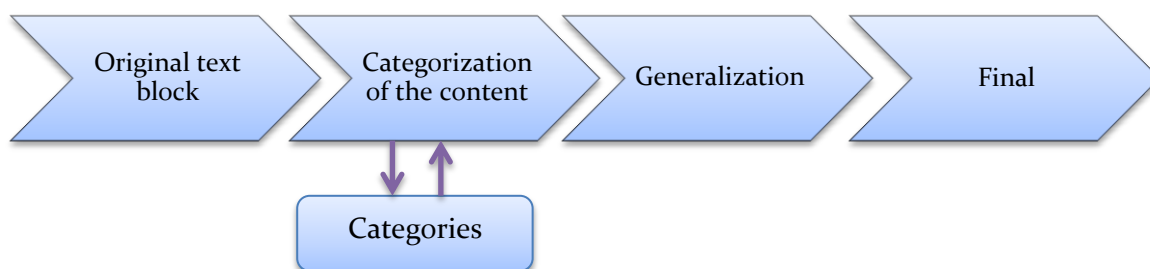 Original text
block
Categorization
of the content
Generalization
Final
Categories